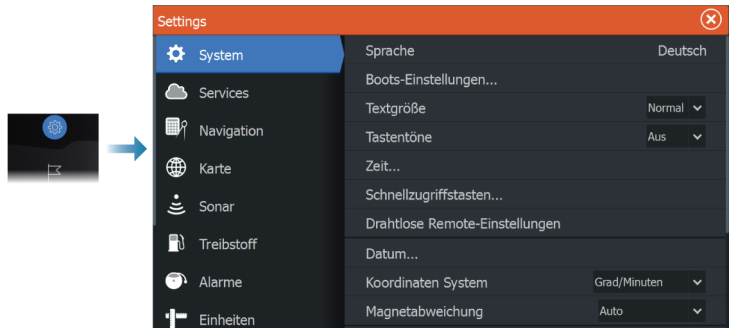 Settings
System
Services
Navigation
Karte
Sonar
Treibstoff
Alarme
Einheiten
Sprache Deutsch
Boots-Einstellungen...
Textgröße Normal
Tastentöne Aus
Zeit...
Schnellzugriffstasten...
Drahtlose Remote-Einstellungen
Datum...
Koordinaten System Grad/Minuten
Magnetabweichung Auto